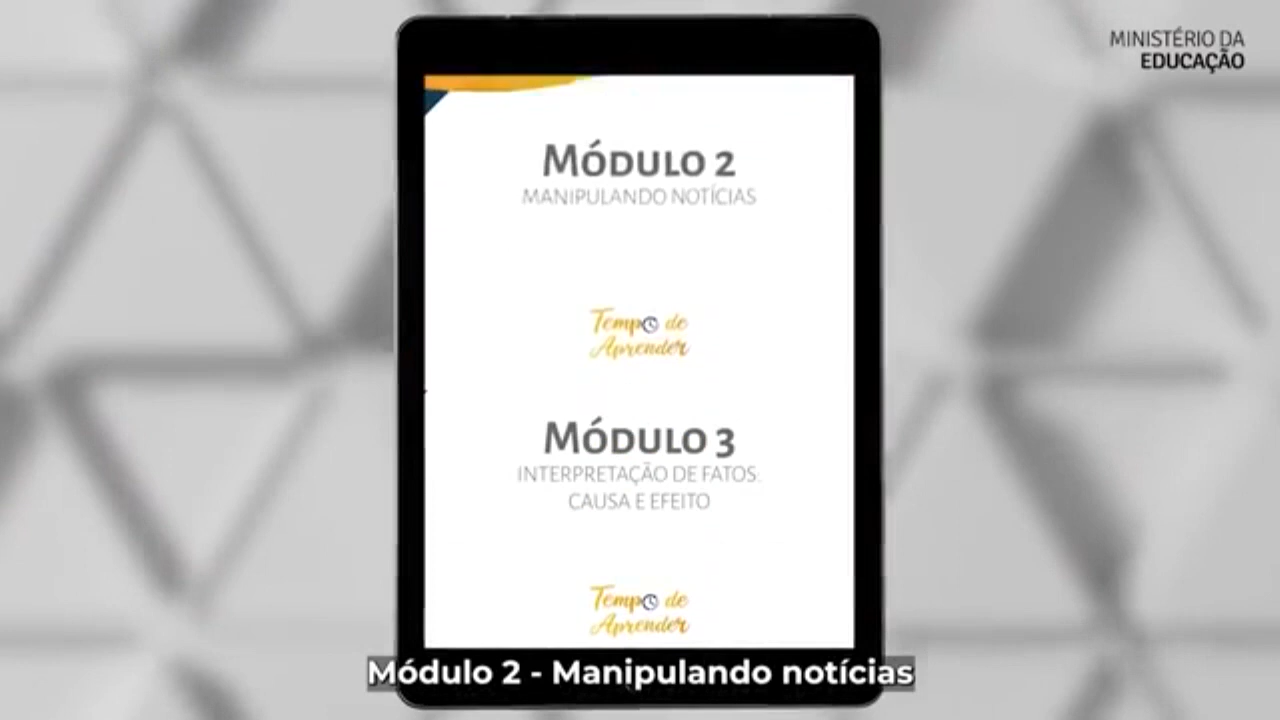 MINISTÉRIO DA
EDUCAÇÃO
MÓDULO 2
MANIPULANDO NOTÍCIAS
Tempo de
Aprender
MÓDULO 3
INTERPRETAÇÃO DE FATOS.
CAUSA E EFEITO
Tempo de
Aprender
Módulo 2 - Manipulando notícias